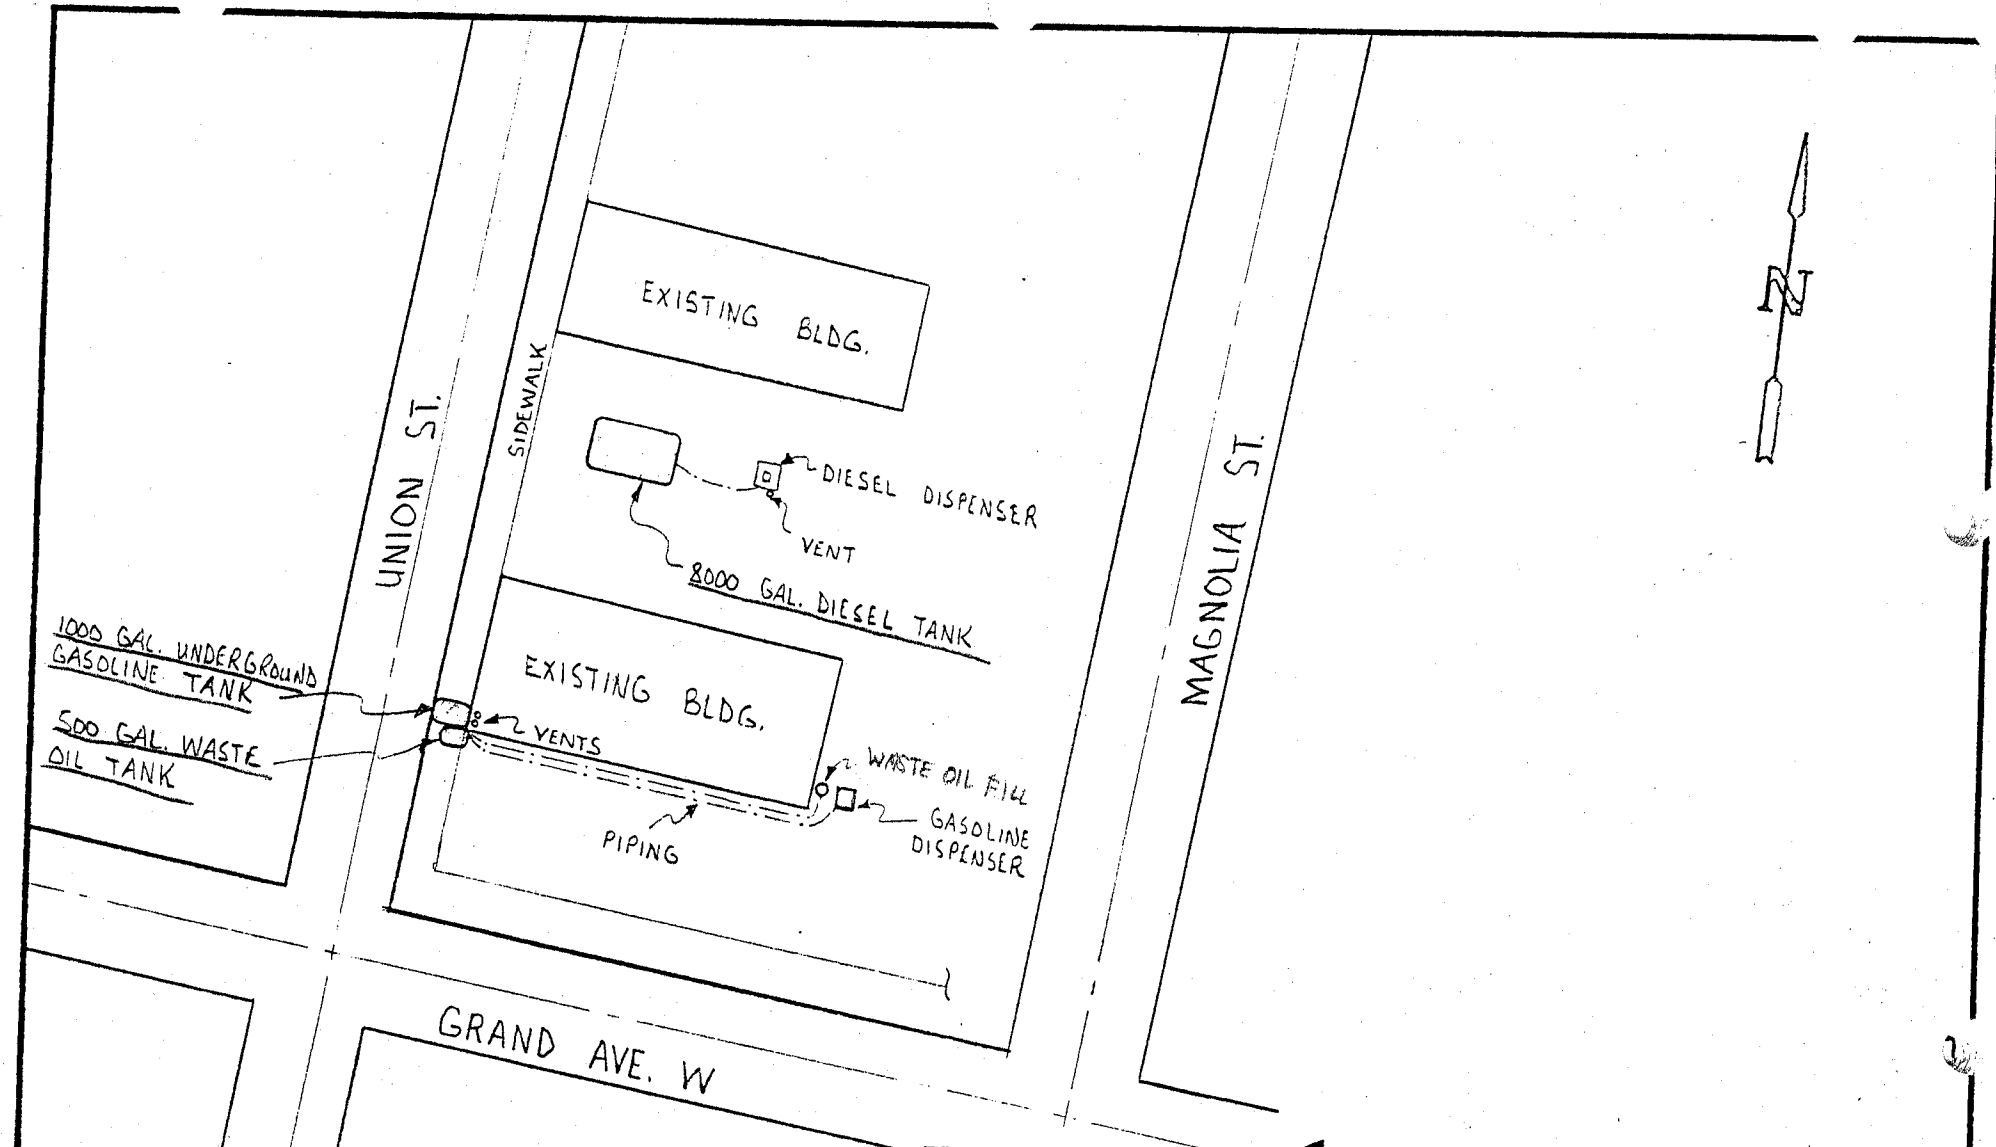 N
EXISTING BLDG.
SIDEWALK
UNION ST.
DIESEL DISPENSER
VENT
8000 GAL. DIESEL TANK
MAGNOLIA ST.
1000 GAL. UNDERGROUND
GASOLINE TANK
500 GAL. WASTE
OIL TANK
EXISTING BLDG.
VENTS
WASTE OIL FILL
GASOLINE
DISPENSER
PIPING
GRAND AVE. W